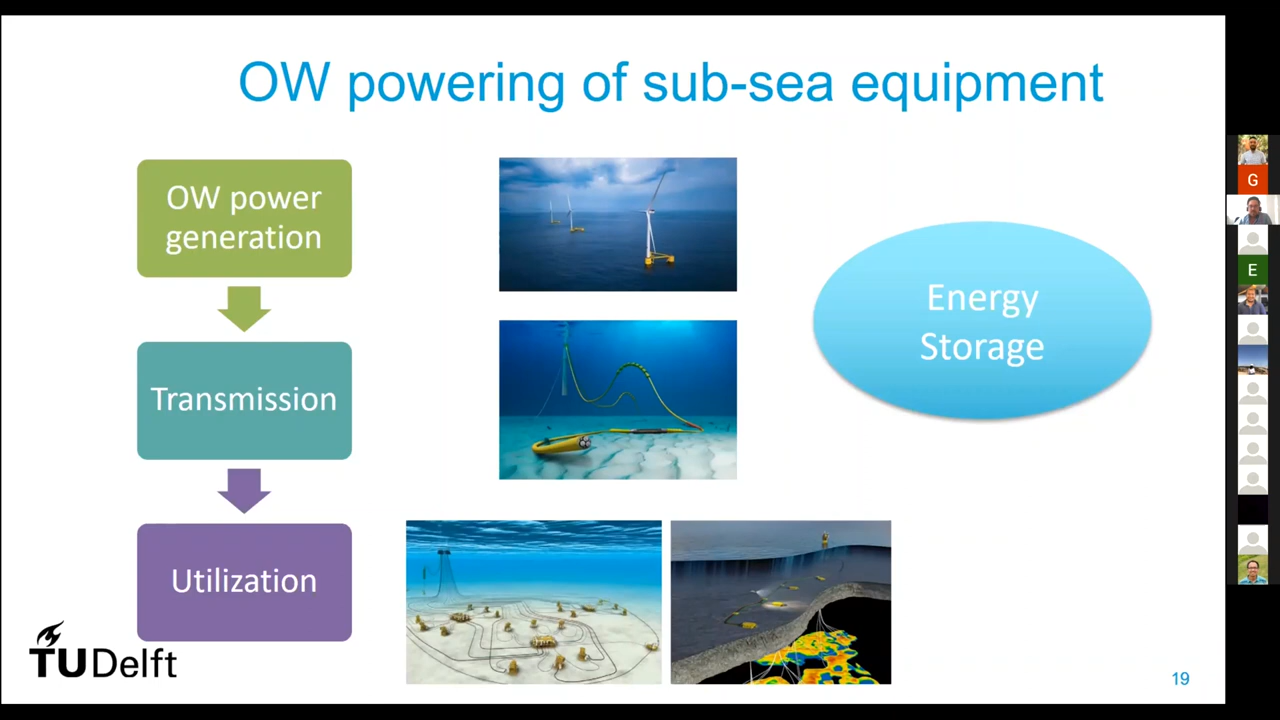 OW powering of sub-sea equipment
OW power
generation
Transmission
Utilization
Energy
Storage
TUDelft
19
G
E